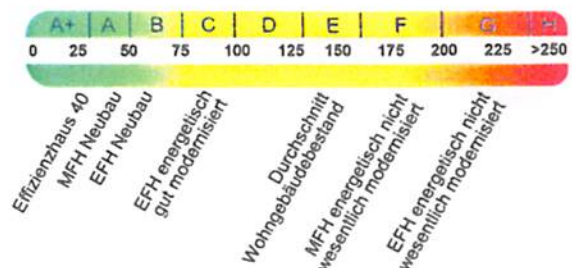 A+ A B C D E F G H
0 25 50 75 100 125 150 175 200 225 >250
Effizienzhaus 40
MFH Neubau
EFH Neubau
EFH energetisch
gut modernisiert
Durchschnitt
Wohngebäudebestand
MFH energetisch nicht
wesentlich modernisiert
EFH energetisch nicht
wesentlich modernisiert